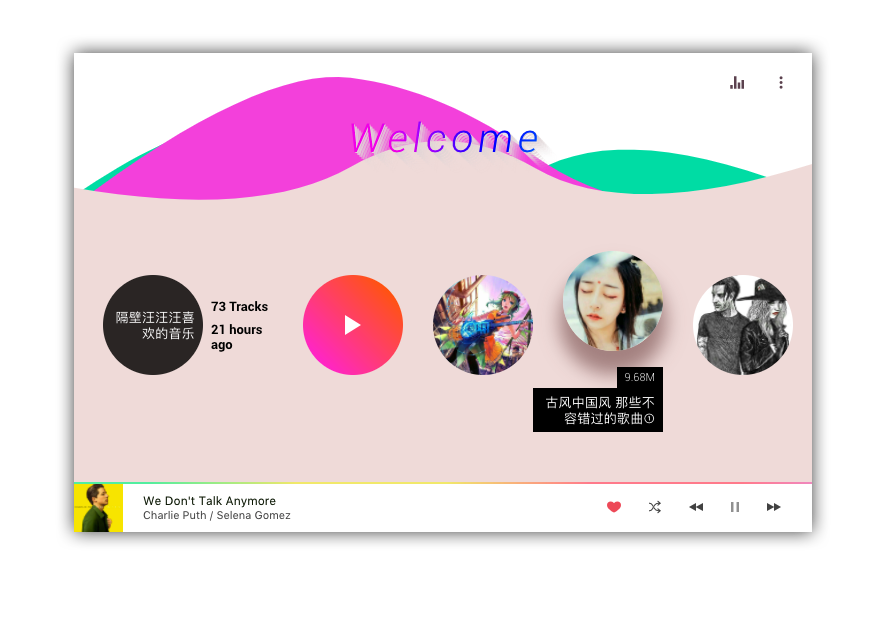 Welcome
隔壁汪汪汪喜
欢的音乐
73 Tracks
21 hours
ago
9.68M
古风中国风 那些不
容错过的歌曲①
We Don't Talk Anymore
Charlie Puth / Selena Gomez